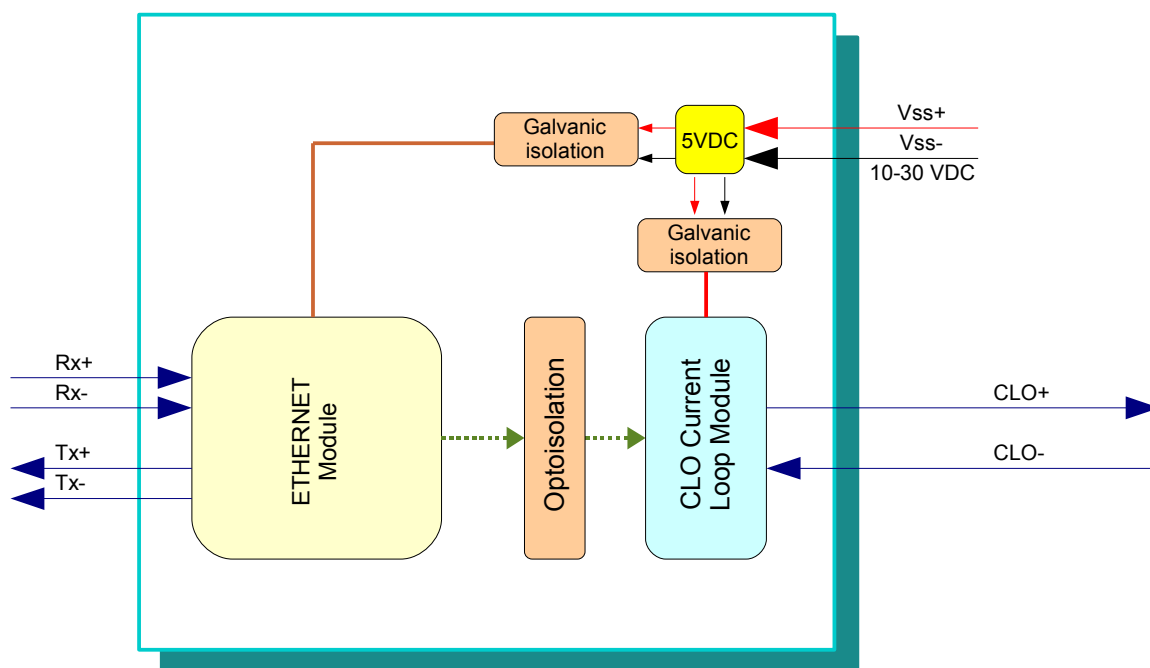 Galvanic
isolation
5VDC
Vss+
Vss-
10-30 VDC
Galvanic
isolation
Rx+
Rx-
Tx+
Tx-
ETHERNET
Module
Optoisolation
CLO Current
Loop Module
CLO+
CLO-